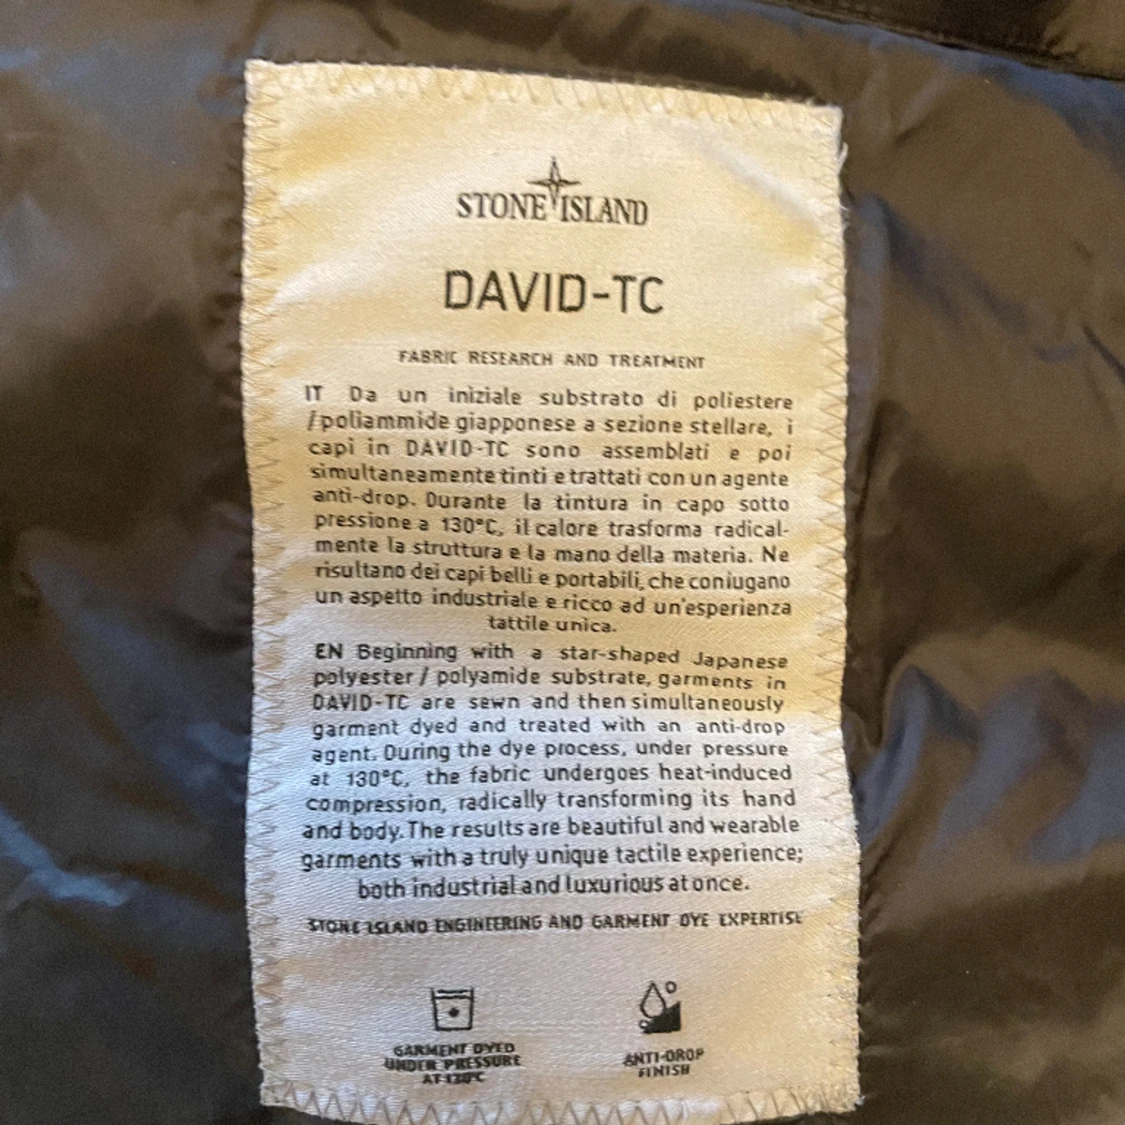 STONE ISLAND
DAVID-TC
FABRIC RESEARCH AND TREATMENT
IT Da un iniziale substrato di poliestere
/poliammide giapponese a sezione stellare, i
capi in DAVID-TC sono assemblati e poi
simultaneamente tinti e trattati con un agente
anti-drop. Durante la tintura in capo sotto
pressione a 130°C, il calore trasforma radical-
mente la struttura e la mano della materia. Ne
risultano dei capi belli e portabili, che coniugano
un aspetto industriale e ricco ad un'esperienza
tattile unica.
EN Beginning with a star-shaped Japanese
polyester / polyamide substrate, garments in
DAVID-TC are sewn and then simultaneously
garment dyed and treated with an anti-drop
agent. During the dye process, under pressure
at 130°C, the fabric undergoes heat-induced
compression, radically transforming its hand
and body. The results are beautiful and wearable
garments with a truly unique tactile experience;
both industrial and luxurious at once.
STONE ISLAND ENGINEERING AND GARMENT DYE EXPERTISE
GARMENT DYED
UNDER PRESSURE
AT 130°C
ANTI-DROP
FINISH